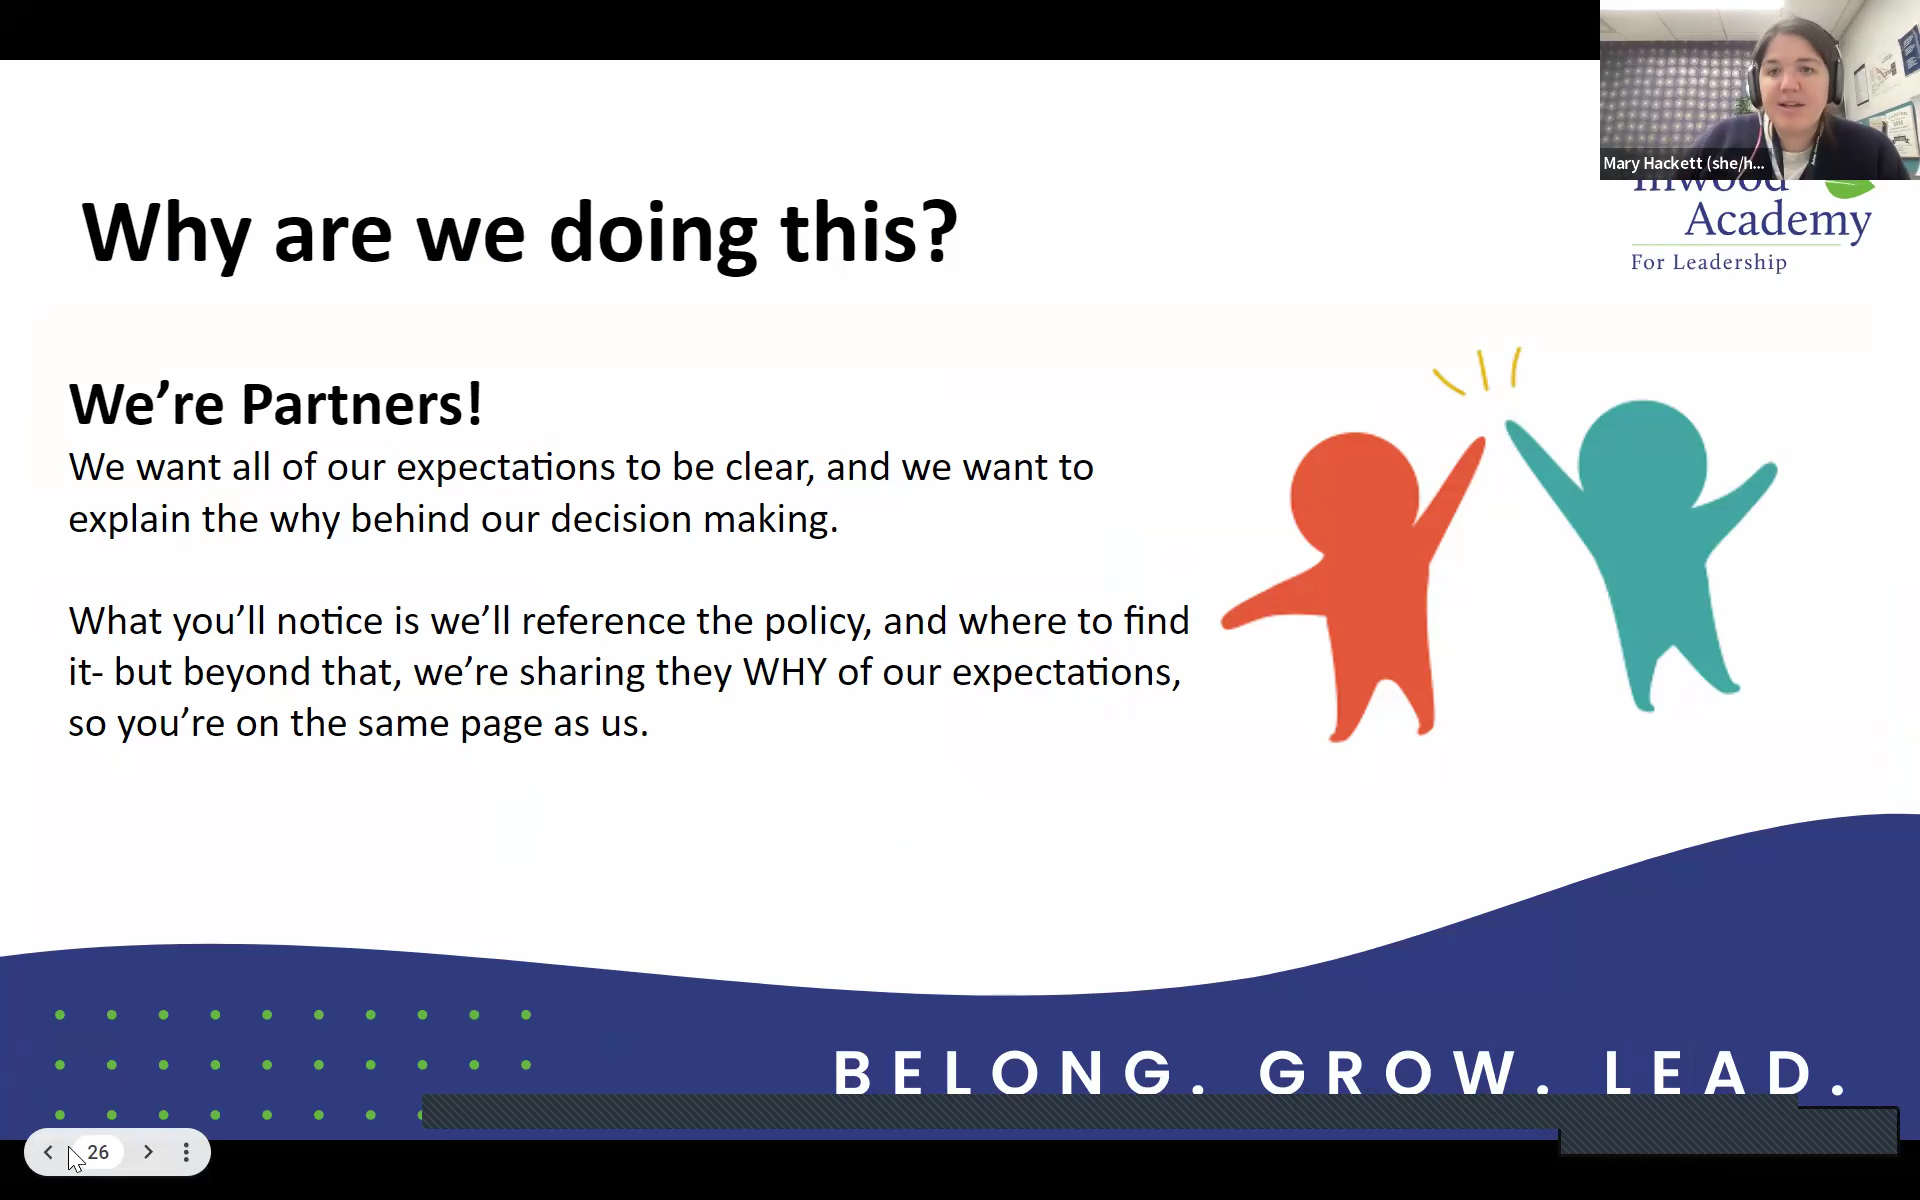 Mary Hackett (she/h...
Inwood
Academy
For Leadership
Why are we doing this?
We’re Partners!
We want all of our expectations to be clear, and we want to
explain the why behind our decision making.
What you’ll notice is we’ll reference the policy, and where to find
it- but beyond that, we’re sharing they WHY of our expectations,
so you’re on the same page as us.
BELONG. GROW. LEAD.
26